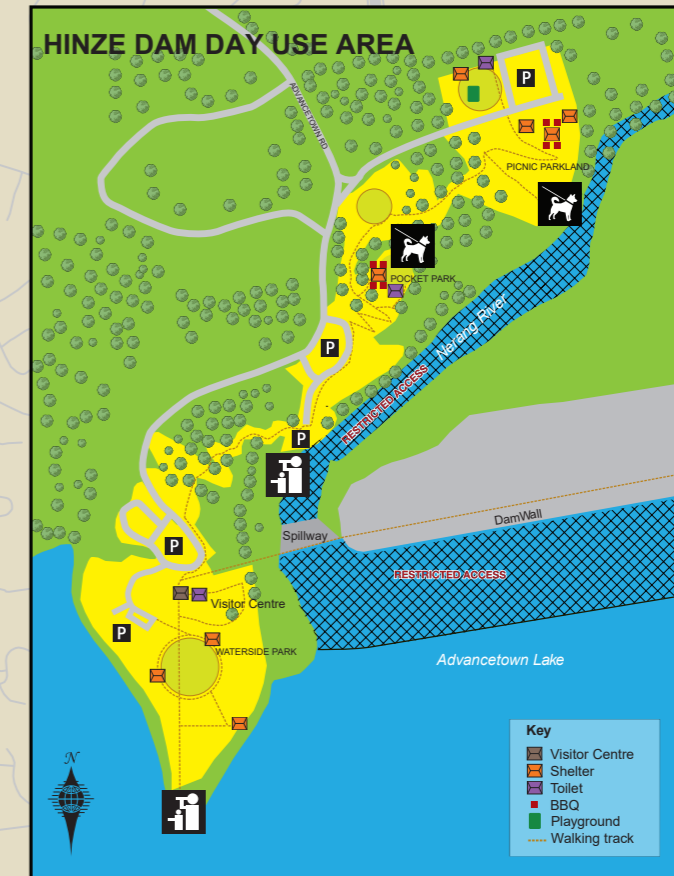 HINZE DAM DAY USE AREA
ADVANCETOWN RD
P
PICNIC PARKLAND
POCKET PARK
P
Nerang River
RESTRICTED ACCESS
P
Spillway
DamWall
P
RESTRICTED ACCESS
Visitor Centre
P
WATERSIDE PARK
Advancetown Lake
N
Key
Visitor Centre
Shelter
Toilet
BBQ
Playground
Walking track